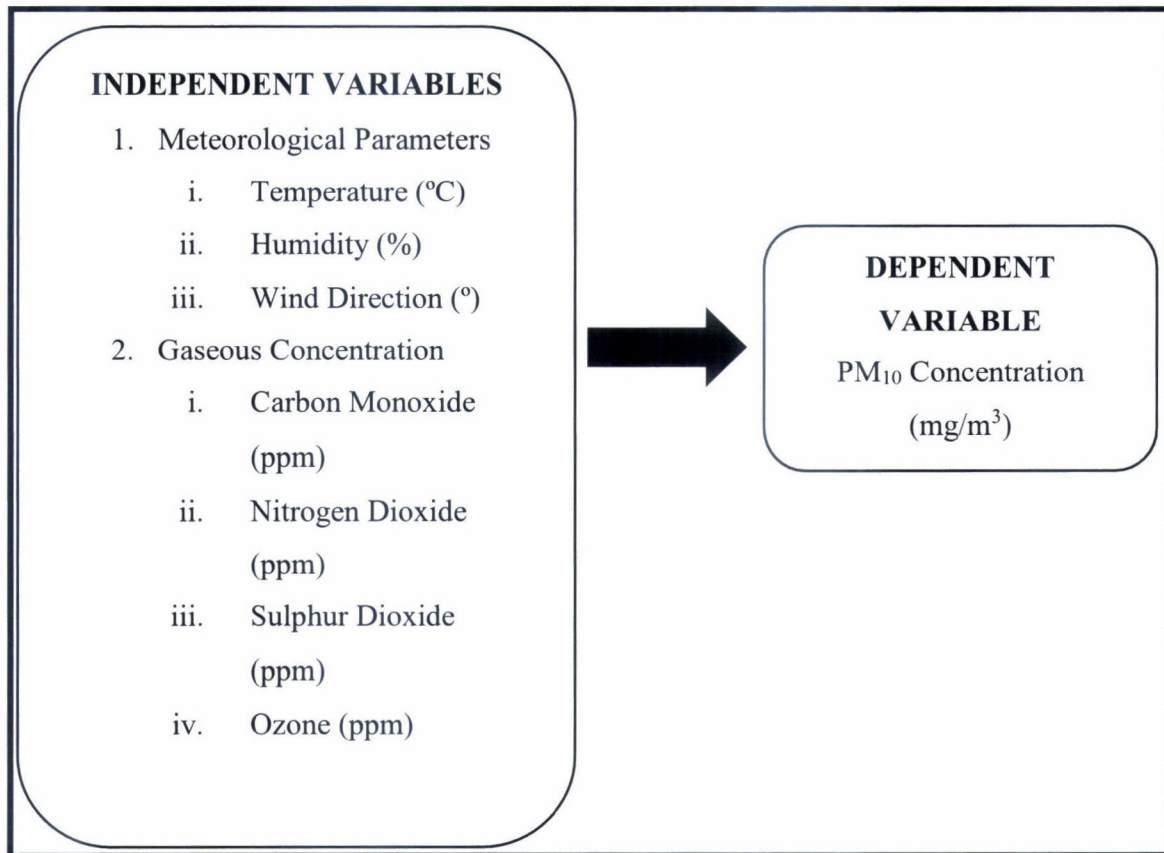 INDEPENDENT VARIABLES
1. Meteorological Parameters
i. Temperature (ºC)
ii. Humidity (%)
iii. Wind Direction (º)
2. Gaseous Concentration
i. Carbon Monoxide
(ppm)
ii. Nitrogen Dioxide
(ppm)
iii. Sulphur Dioxide
(ppm)
iv. Ozone (ppm)
DEPENDENT
VARIABLE
PM₁₀ Concentration
(mg/m³)